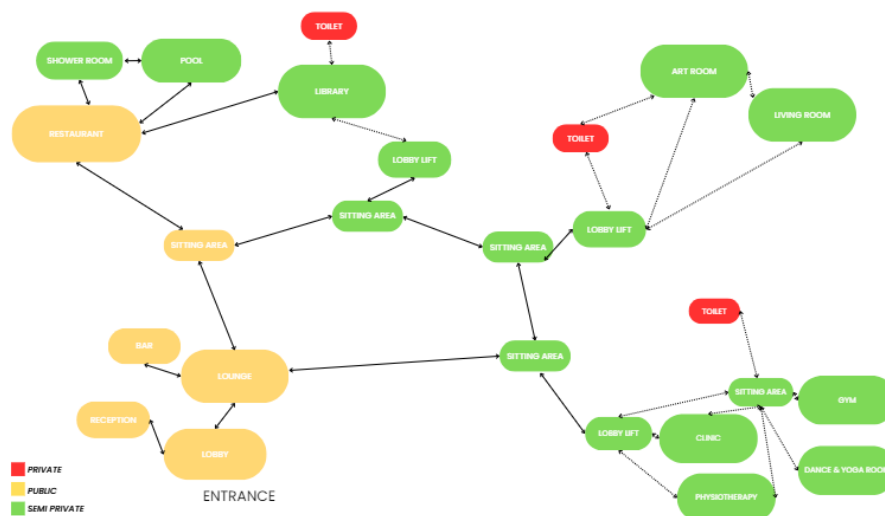 TOILET
SHOWER ROOM
POOL
ART ROOM
LIBRARY
LIVING ROOM
RESTAURANT
TOILET
LOBBY LIFT
SITTING AREA
LOBBY LIFT
SITTING AREA
SITTING AREA
TOILET
BAR
SITTING AREA
LOUNGE
SITTING AREA
GYM
RECEPTION
LOBBY LIFT
CLINIC
LOBBY
DANCE & YOGA ROOM
PRIVATE
PUBLIC
SEMI PRIVATE
ENTRANCE
PHYSIOTHERAPY